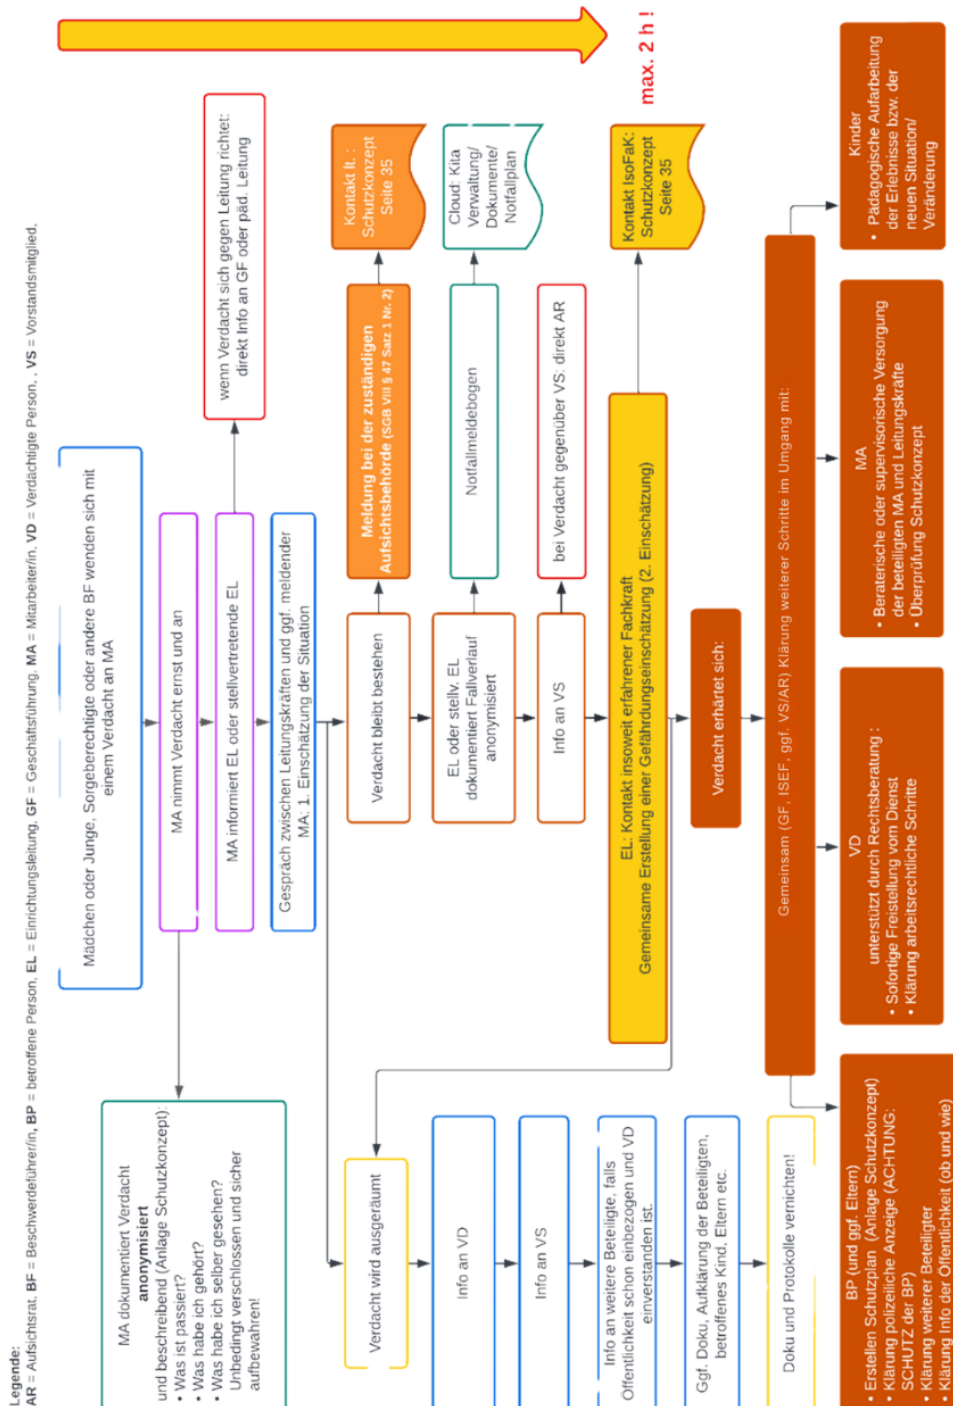 Legende:
AR = Aufsichtsrat, BF = Beschwerdeführer/in, BP = betroffene Person, EL = Einrichtungsleitung, GF = Geschäftsführung, MA = Mitarbeiter/in, VD = Verdächtigte Person, , VS = Vorstandsmitglied,
Mädchen oder Junge, Sorgeberechtigte oder andere BF wenden sich mit
einem Verdacht an MA
MA dokumentiert Verdacht
anonymisiert
und beschreibend (Anlage Schutzkonzept):
• Was ist passiert?
• Was habe ich gehört?
• Was habe ich selber gesehen?
Unbedingt verschlossen und sicher
aufbewahren!
MA nimmt Verdacht ernst und an
MA informiert EL oder stellvertretende EL
wenn Verdacht sich gegen Leitung richtet:
direkt Info an GF oder päd. Leitung
Gespräch zwischen Leitungskräften und ggf. meldender
MA: 1. Einschätzung der Situation
Verdacht wird ausgeräumt
Verdacht bleibt bestehen
Meldung bei der zuständigen
Aufsichtsbehörde (SGB VIII § 47 Satz 1 Nr. 2)
Kontakt lt. :
Schutzkonzept
Seite 35
Info an VD
EL oder stellv. EL
dokumentiert Fallverlauf
anonymisiert
Notfallmeldebogen
Cloud: Kita
Verwaltung/
Dokumente/
Notfallplan
Info an VS
Info an VS
bei Verdacht gegenüber VS: direkt AR
Info an weitere Beteiligte, falls
Öffentlichkeit schon einbezogen und VD
einverstanden ist.
EL: Kontakt insoweit erfahrener Fachkraft
Gemeinsame Erstellung einer Gefährdungseinschätzung (2. Einschätzung)
Kontakt IsoFaK:
Schutzkonzept
Seite 35
max. 2 h !
Ggf. Doku, Aufklärung der Beteiligten,
betroffenes Kind, Eltern etc.
Verdacht erhärtet sich:
Doku und Protokolle vernichten!
Gemeinsam (GF, ISEF, ggf. VS/AR) Klärung weiterer Schritte im Umgang mit:
BP (und ggf. Eltern)
• Erstellen Schutzplan (Anlage Schutzkonzept)
• Klärung polizeiliche Anzeige (ACHTUNG:
SCHUTZ der BP)
• Klärung weiterer Beteiligter
• Klärung Info der Öffentlichkeit (ob und wie)
VD
unterstützt durch Rechtsberatung :
• Sofortige Freistellung vom Dienst
• Klärung arbeitsrechtliche Schritte
MA
• Beraterische oder supervisorische Versorgung
der beteiligten MA und Leitungskräfte
• Überprüfung Schutzkonzept
Kinder
• Pädagogische Aufarbeitung
der Erlebnisse bzw. der
neuen Situation/
Veränderung